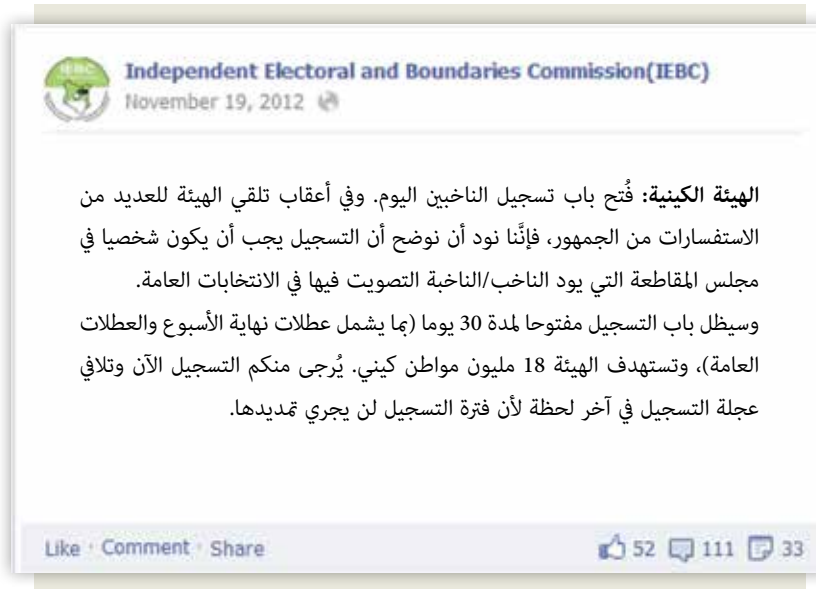 IEBC
Independent Electoral and Boundaries Commission(IEBC)
November 19, 2012
الهيئة الكينية: فُتح باب تسجيل الناخبين اليوم. وفي أعقاب تلقي الهيئة للعديد من
الاستفسارات من الجمهور، فإنَّنا نود أن نوضح أن التسجيل يجب أن يكون شخصيا في
مجلس المقاطعة التي يود الناخب/الناخبة التصويت فيها في الانتخابات العامة.
وسيظل باب التسجيل مفتوحا لمدة 30 يوما (بما يشمل عطلات نهاية الأسبوع والعطلات
العامة)، وتستهدف الهيئة 18 مليون مواطن كيني. يُرجى منكم التسجيل الآن وتلافي
عجلة التسجيل في آخر لحظة لأن فترة التسجيل لن يجري تمديدها.
Like · Comment · Share 52 111 33